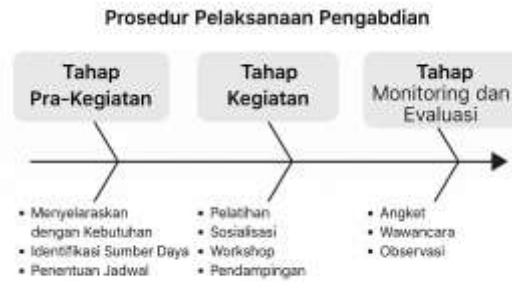 Prosedur Pelaksanaan Pengabdian
Tahap
Pra-Kegiatan
Tahap
Kegiatan
Tahap
Monitoring dan
Evaluasi
• Menyelaraskan
dengan Kebutuhan
• Identifikasi Sumber Daya
• Penentuan Jadwal
• Pelatihan
• Sosialisasi
• Workshop
• Pendampingan
• Angket
• Wawancara
• Observasi